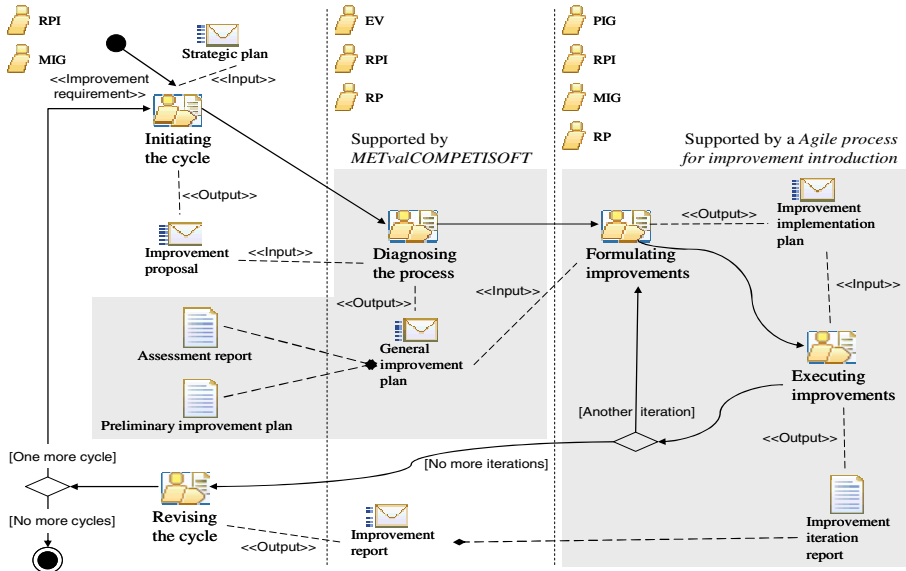 RPI
MIG
Strategic plan
<<Improvement
requirement>>
<<Input>>
Initiating
the cycle
<<Output>>
Improvement
proposal
<<Input>>
EV
RPI
RP
Supported by
METvalCOMPETISOFT
Diagnosing
the process
<<Output>>
General
improvement
plan
Assessment report
Preliminary improvement plan
<<Input>>
PIG
RPI
MIG
RP
Supported by a Agile process
for improvement introduction
Formulating
improvements
<<Output>>
Improvement
implementation
plan
<<Input>>
Executing
improvements
[Another iteration]
<<Output>>
[No more iterations]
Improvement
iteration
report
[One more cycle]
[No more cycles]
Revising
the cycle
<<Output>>
Improvement
report